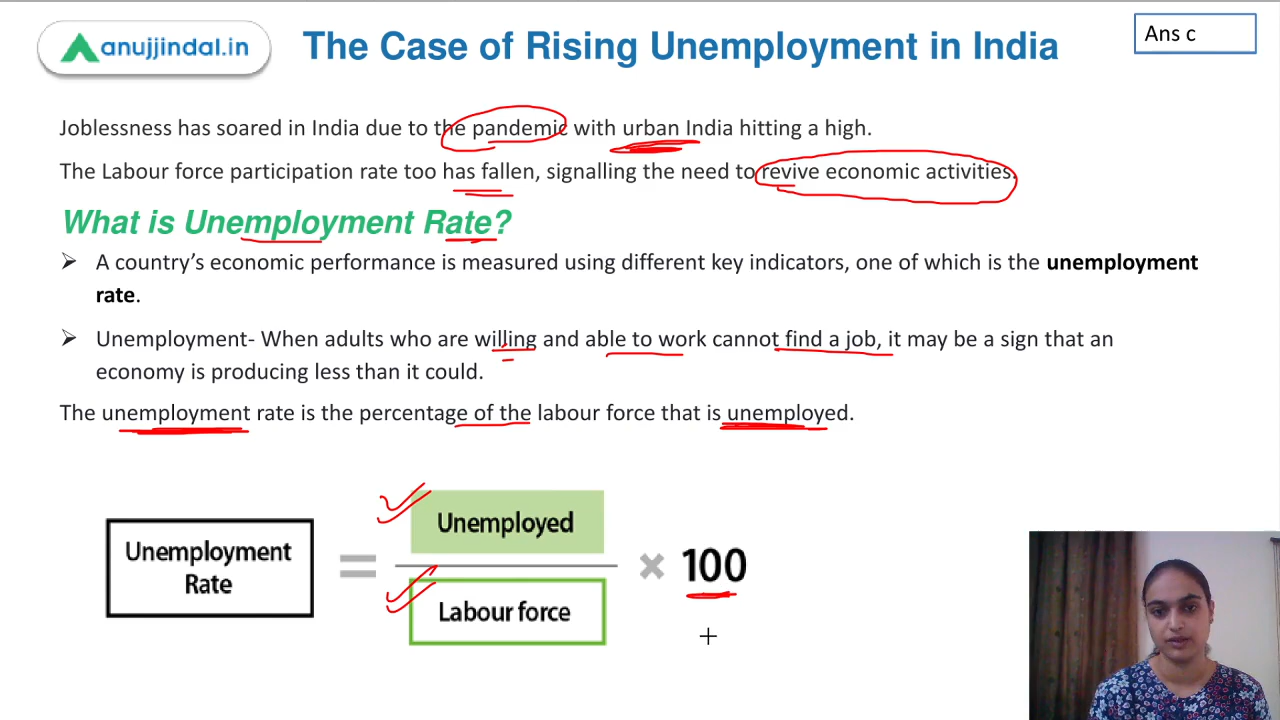 anujjindal.in
The Case of Rising Unemployment in India
Ans c
Joblessness has soared in India due to the pandemic with urban India hitting a high.
The Labour force participation rate too has fallen, signalling the need to revive economic activities.
What is Unemployment Rate?
➢ A country’s economic performance is measured using different key indicators, one of which is the unemployment
rate.
➢ Unemployment- When adults who are willing and able to work cannot find a job, it may be a sign that an
economy is producing less than it could.
The unemployment rate is the percentage of the labour force that is unemployed.
Unemployment
Rate
=
Unemployed
Labour force
× 100